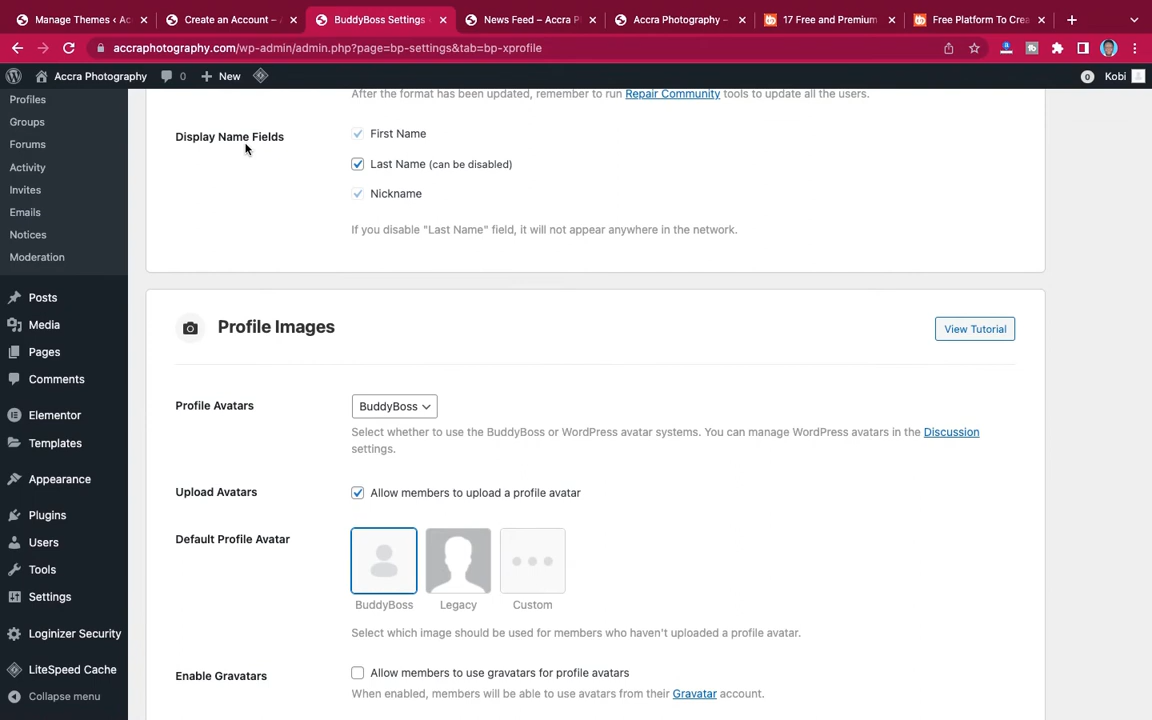 Manage Themes ‹ Ac
Create an Account –
BuddyBoss Settings ‹
News Feed – Accra P
Accra Photography –
17 Free and Premium
Free Platform To Crea
accraphotography.com/wp-admin/admin.php?page=bp-settings&tab=bp-xprofile
Accra Photography
0
New
0
Kobi
Profiles
Groups
Forums
Activity
Invites
Emails
Notices
Moderation
Posts
Media
Pages
Comments
Elementor
Templates
Appearance
Plugins
Users
Tools
Settings
Loginizer Security
LiteSpeed Cache
Collapse menu
After the format has been updated, remember to run Repair Community tools to update all the users.
Display Name Fields
First Name
Last Name (can be disabled)
Nickname
If you disable "Last Name" field, it will not appear anywhere in the network.
Profile Images
View Tutorial
Profile Avatars
BuddyBoss
Select whether to use the BuddyBoss or WordPress avatar systems. You can manage WordPress avatars in the Discussion
settings.
Upload Avatars
Allow members to upload a profile avatar
Default Profile Avatar
BuddyBoss
Legacy
Custom
Select which image should be used for members who haven't uploaded a profile avatar.
Enable Gravatars
Allow members to use gravatars for profile avatars
When enabled, members will be able to use avatars from their Gravatar account.